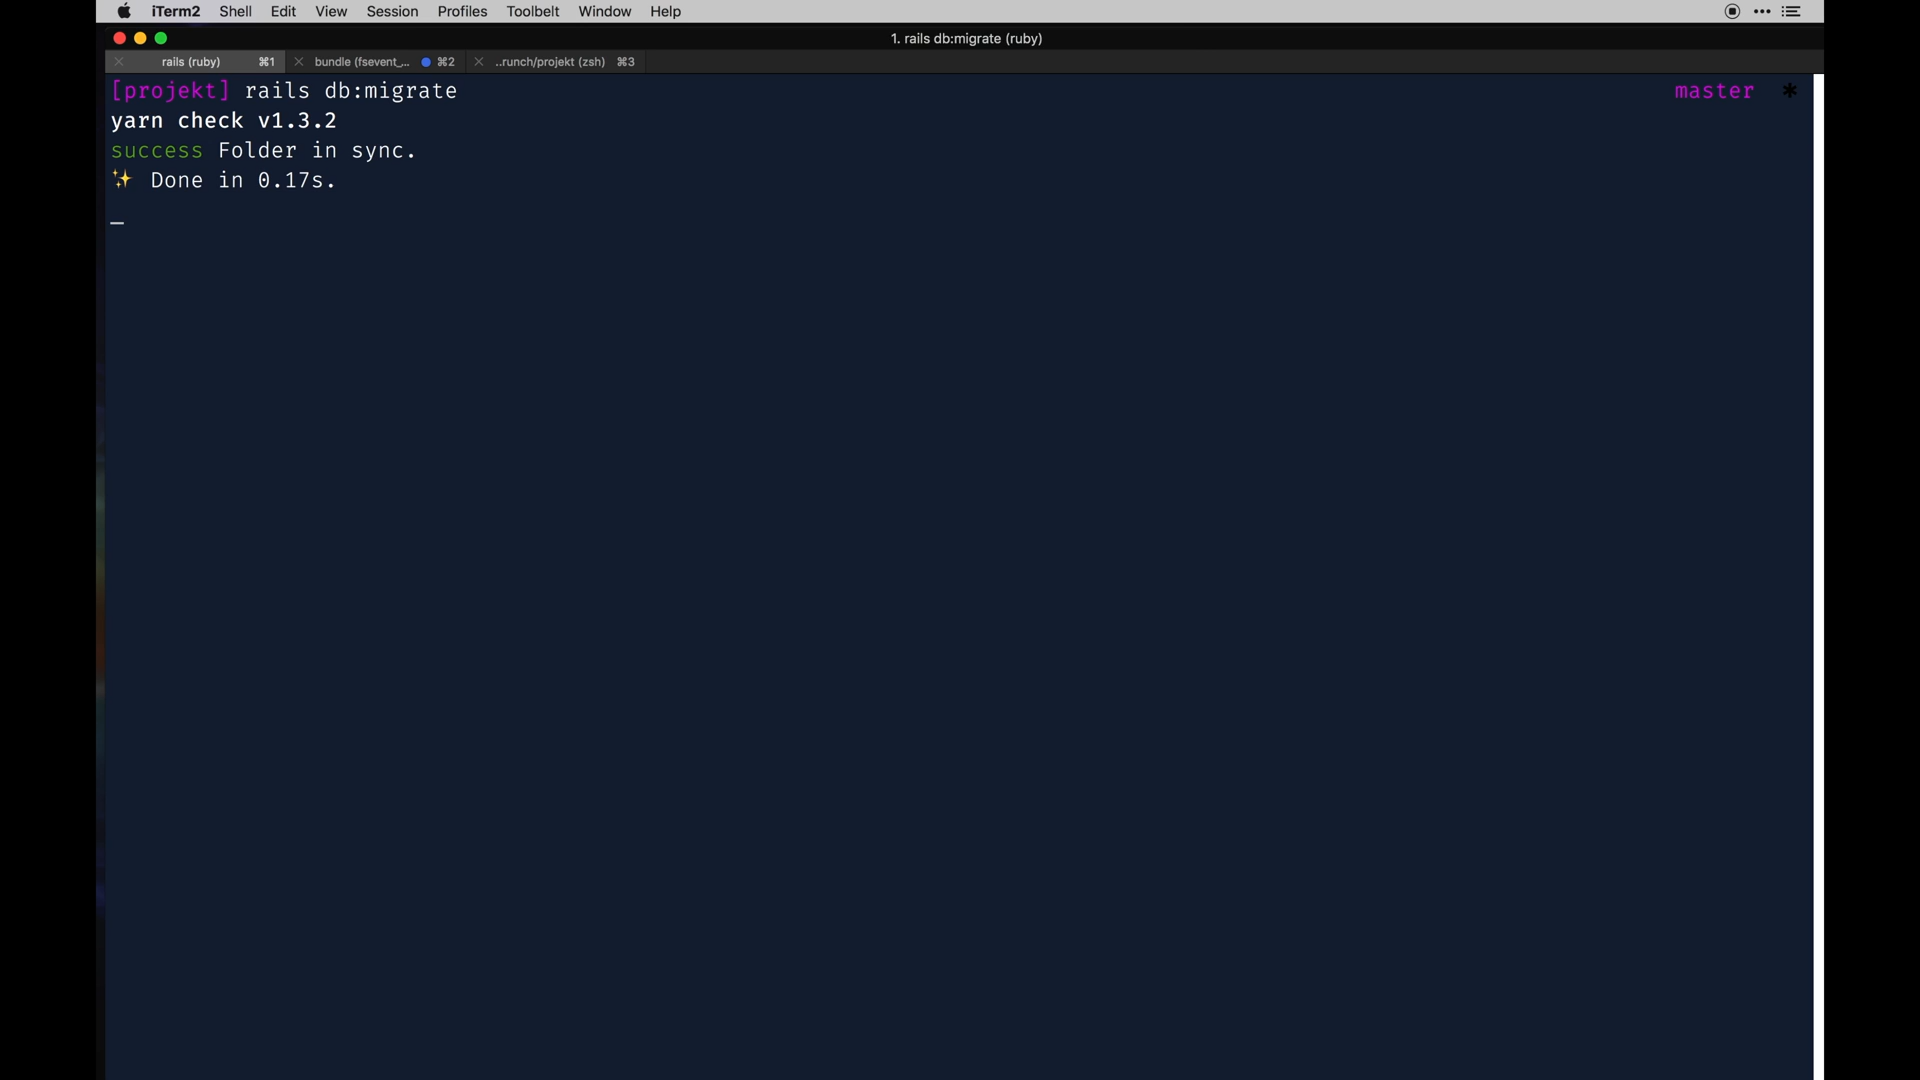 iTerm2 Shell Edit View Session Profiles Toolbelt Window Help
1. rails db:migrate (ruby)
rails (ruby) ⌘1 bundle (fsevent_... ⌘2 ..runch/projekt (zsh) ⌘3
[projekt] rails db:migrate master *
yarn check v1.3.2
success Folder in sync.
✨ Done in 0.17s.